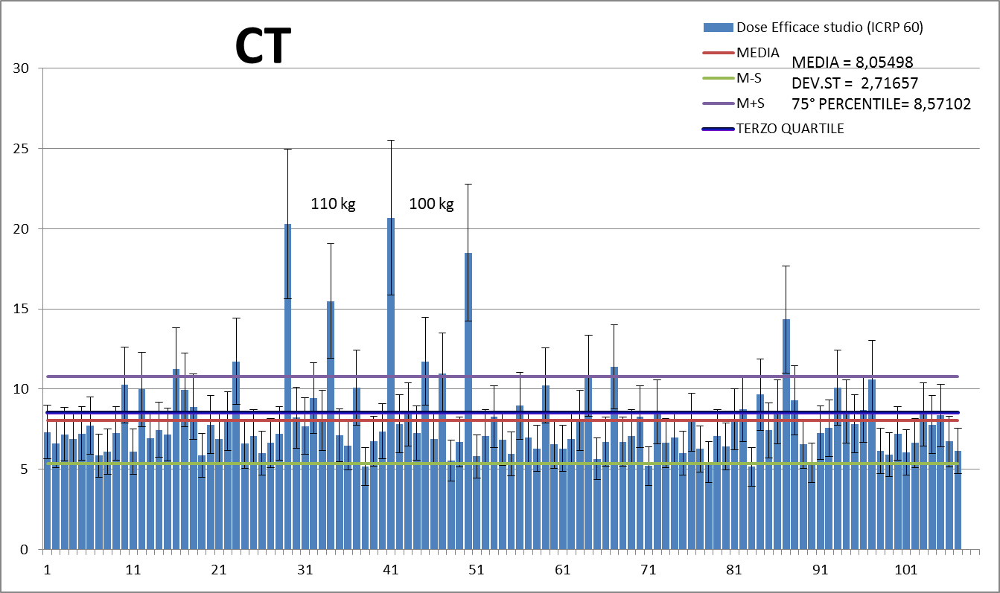 CT
Dose Efficace studio (ICRP 60)
MEDIA
M-S
M+S
TERZO QUARTILE
MEDIA = 8,05498
DEV.ST =  2,71657
75° PERCENTILE= 8,57102
30
25
20
15
10
5
0
110 kg
100 kg
1
11
21
31
41
51
61
71
81
91
101